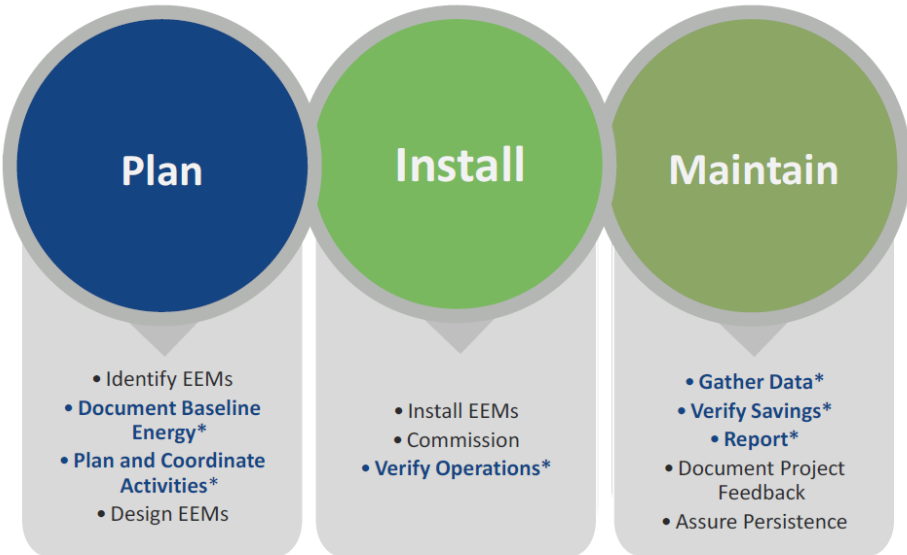 Plan
• Identify EEMs
• Document Baseline
Energy*
• Plan and Coordinate
Activities*
• Design EEMs
Install
• Install EEMs
• Commission
• Verify Operations*
Maintain
• Gather Data*
• Verify Savings*
• Report*
• Document Project
Feedback
• Assure Persistence